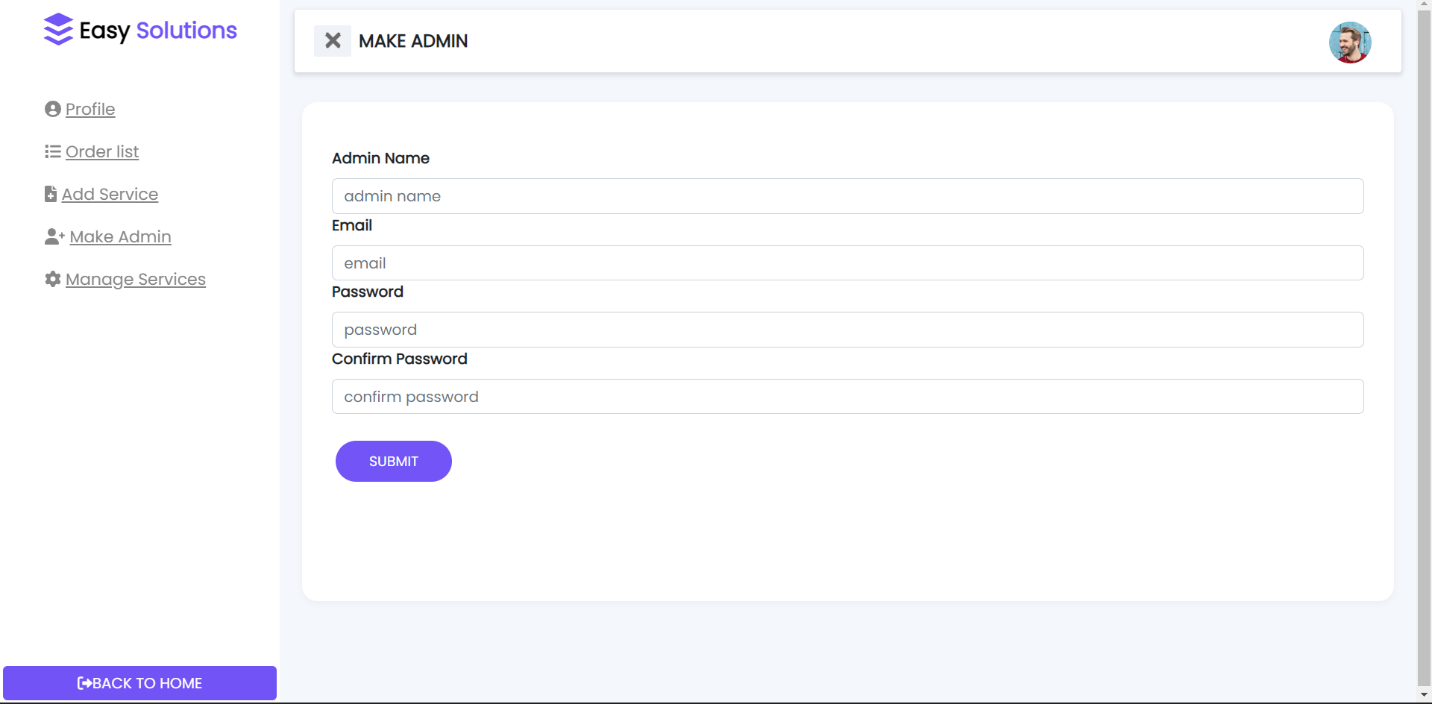 Easy Solutions
Profile
Order list
Add Service
Make Admin
Manage Services
BACK TO HOME
MAKE ADMIN
Admin Name
admin name
Email
email
Password
password
Confirm Password
confirm password
SUBMIT